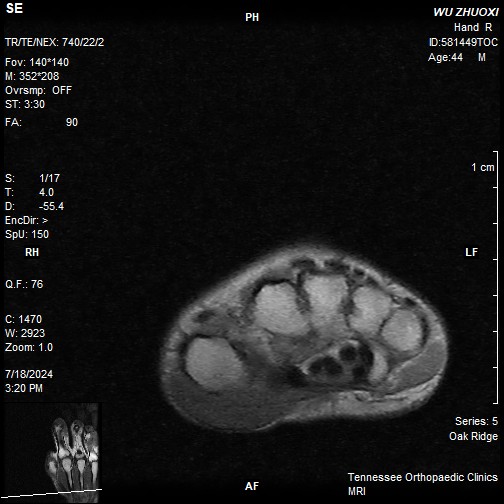 SE
PH
WU ZHUOXI
Hand R
ID:581449TOC
Age:44 M
TR/TE/NEX: 740/22/2
Fov: 140*140
M: 352*208
Ovrsmp: OFF
ST: 3:30
FA: 90
1 cm
S: 1/17
T: 4.0
D: -55.4
EncDir: >
SpU: 150
RH
LF
Q.F.: 76
C: 1470
W: 2923
Zoom: 1.0
7/18/2024
3:20 PM
Series: 5
Oak Ridge
AF
Tennessee Orthopaedic Clinics
MRI